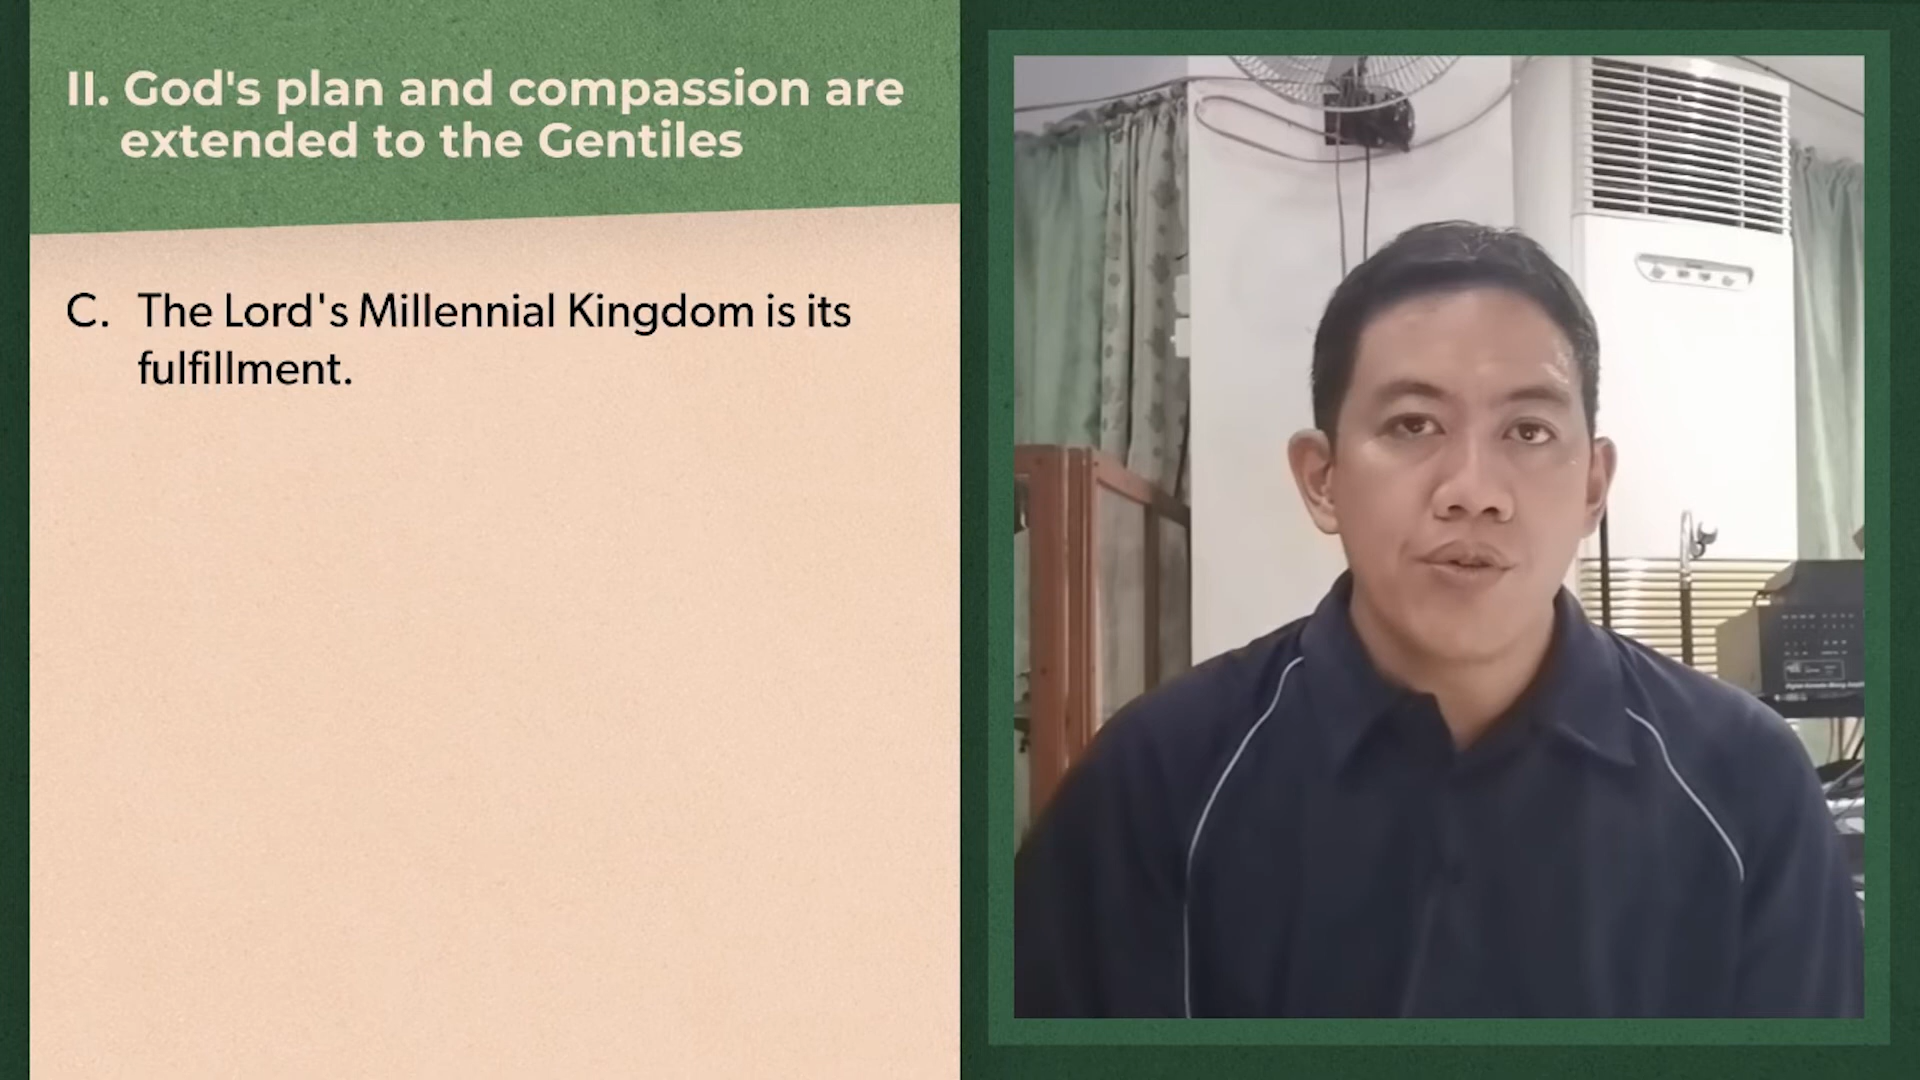 II. God's plan and compassion are
extended to the Gentiles
C. The Lord's Millennial Kingdom is its
fulfillment.